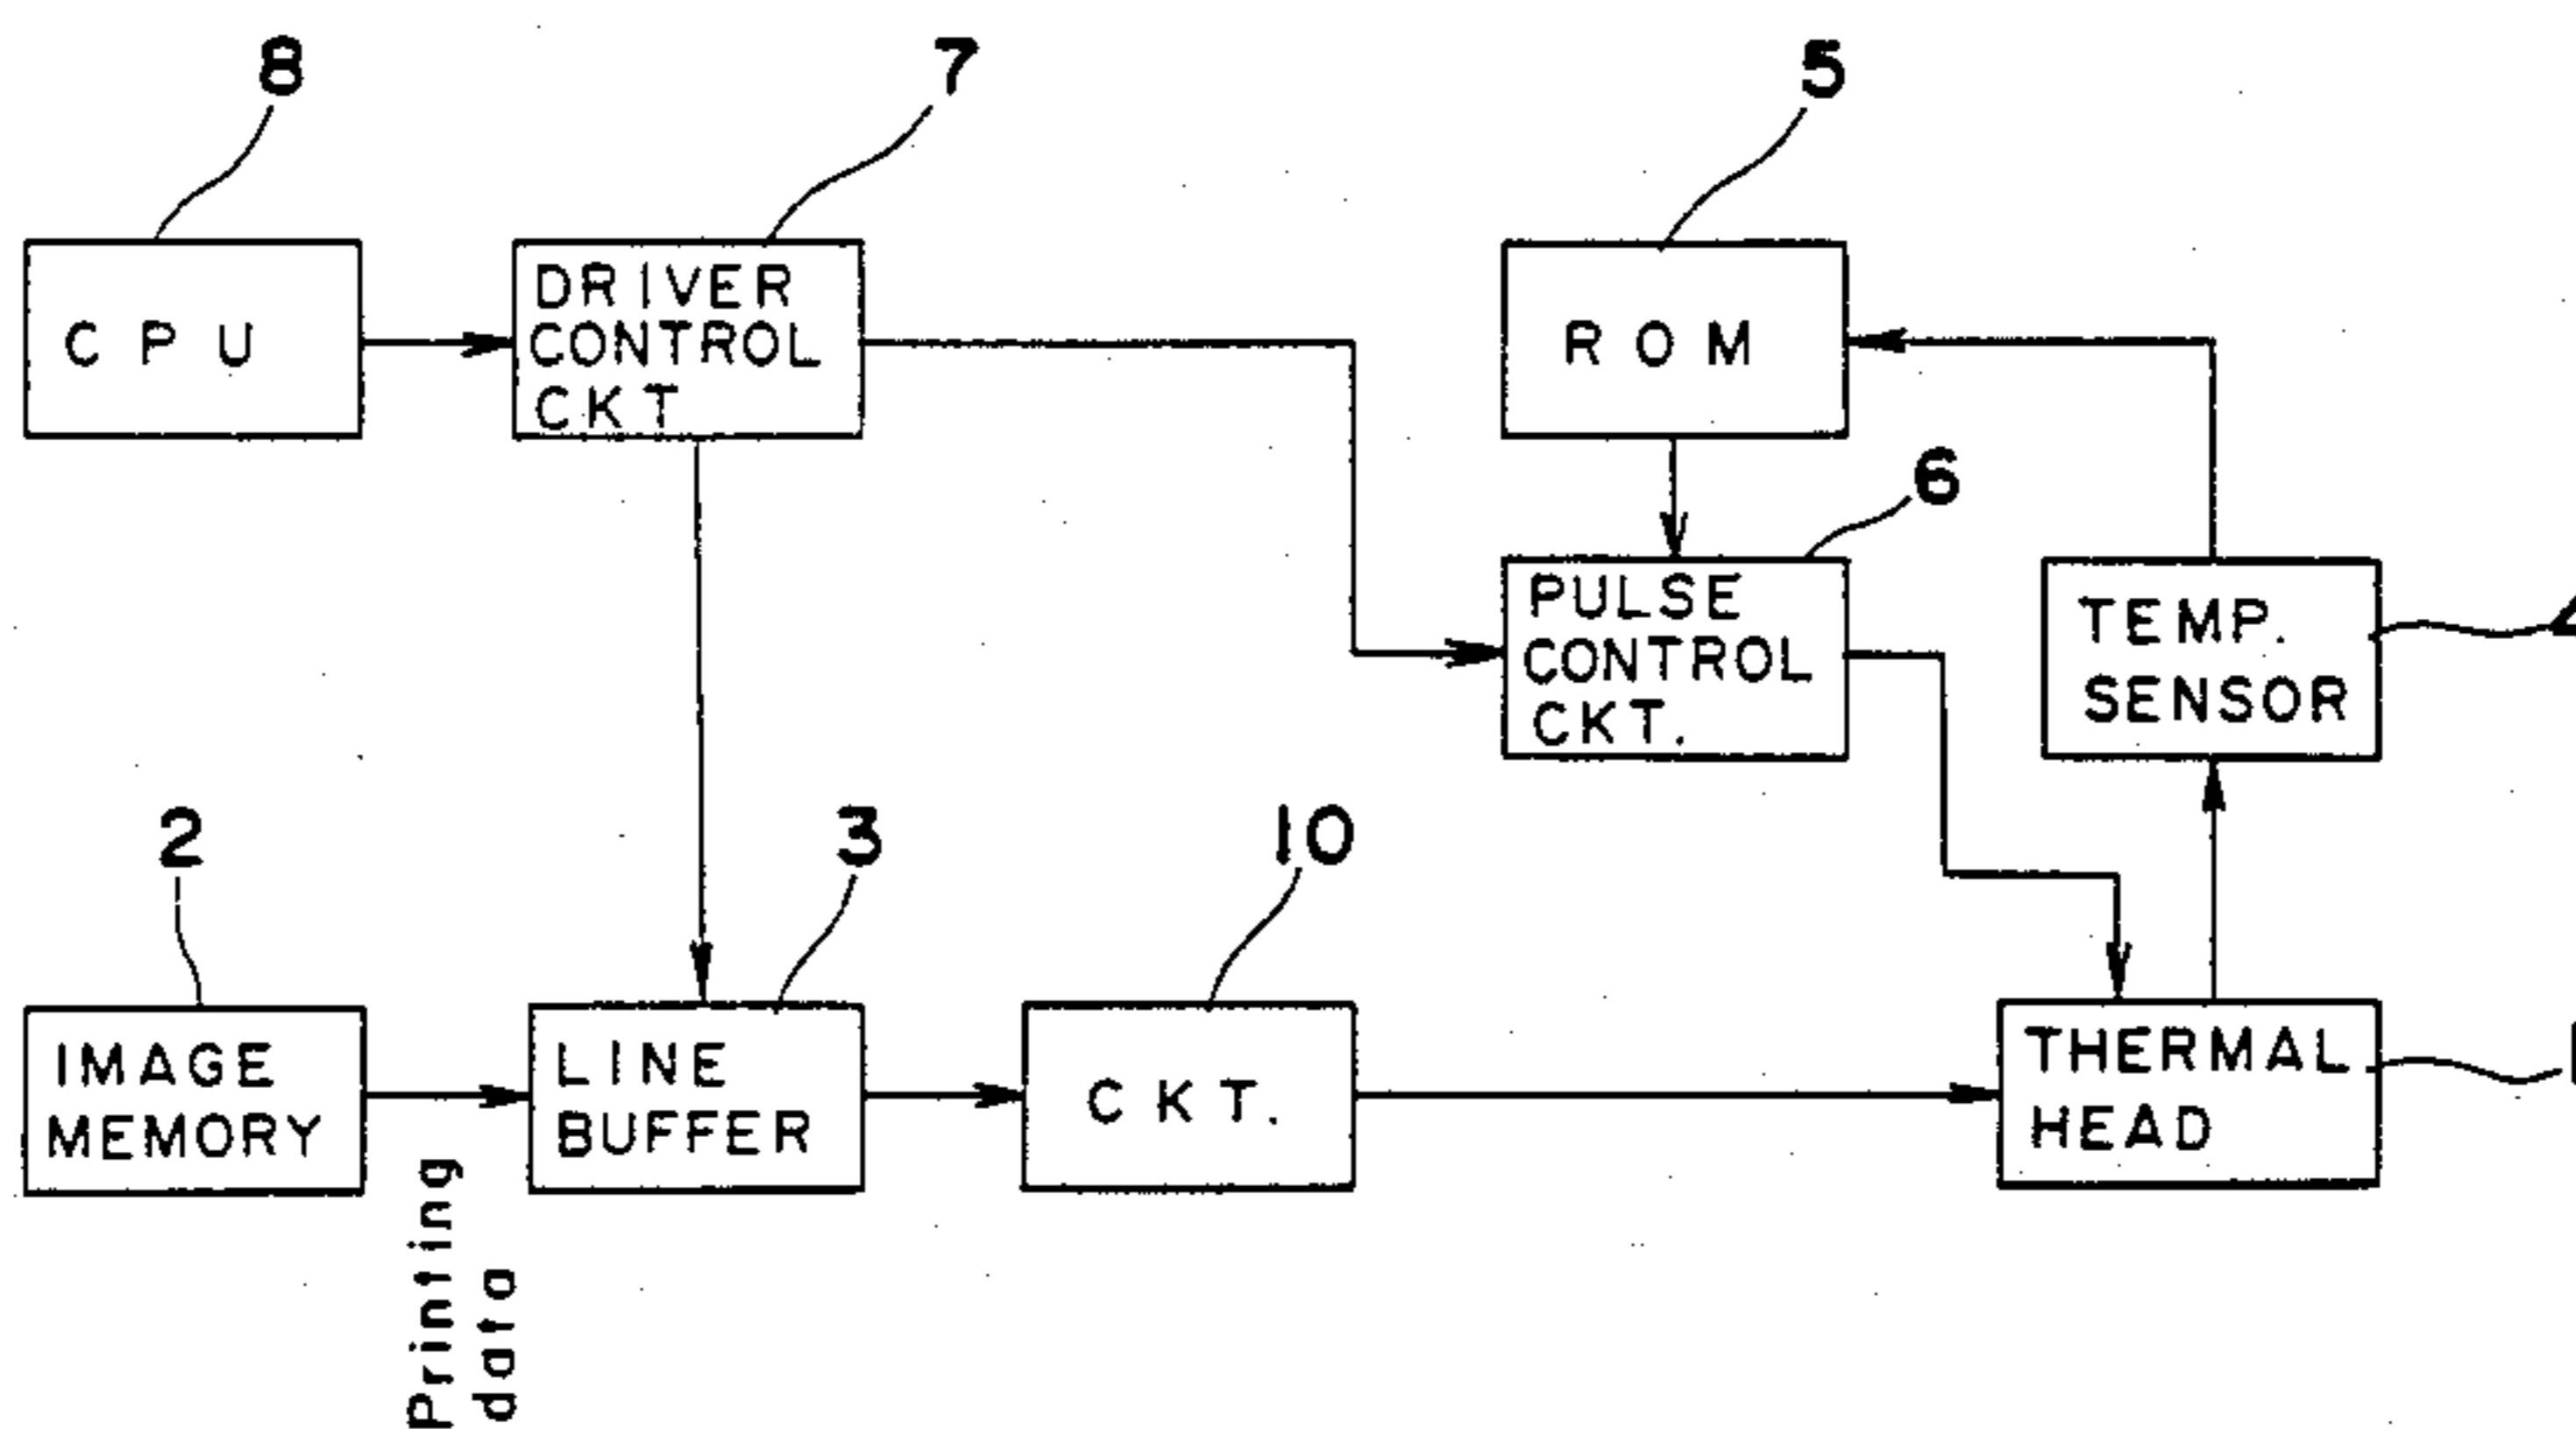 8
7
5
CPU
DRIVER
CONTROL
CKT
ROM
6
PULSE
CONTROL
CKT.
TEMP.
SENSOR
2
3
10
IMAGE
MEMORY
LINE
BUFFER
CKT.
THERMAL
HEAD
Printing
data